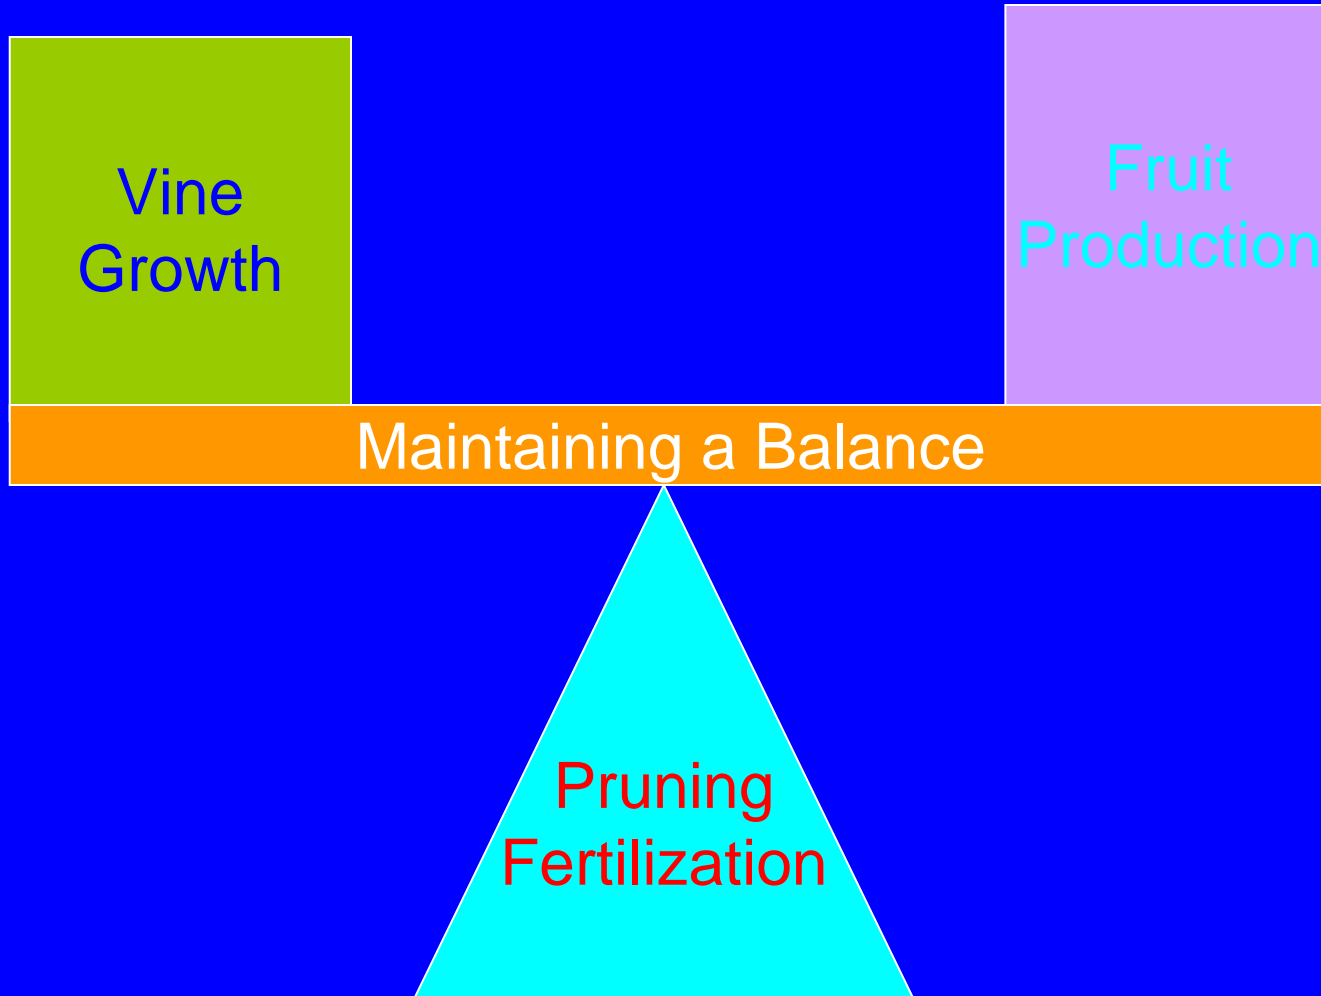 Vine
Growth
Fruit
Production
Maintaining a Balance
Pruning
Fertilization